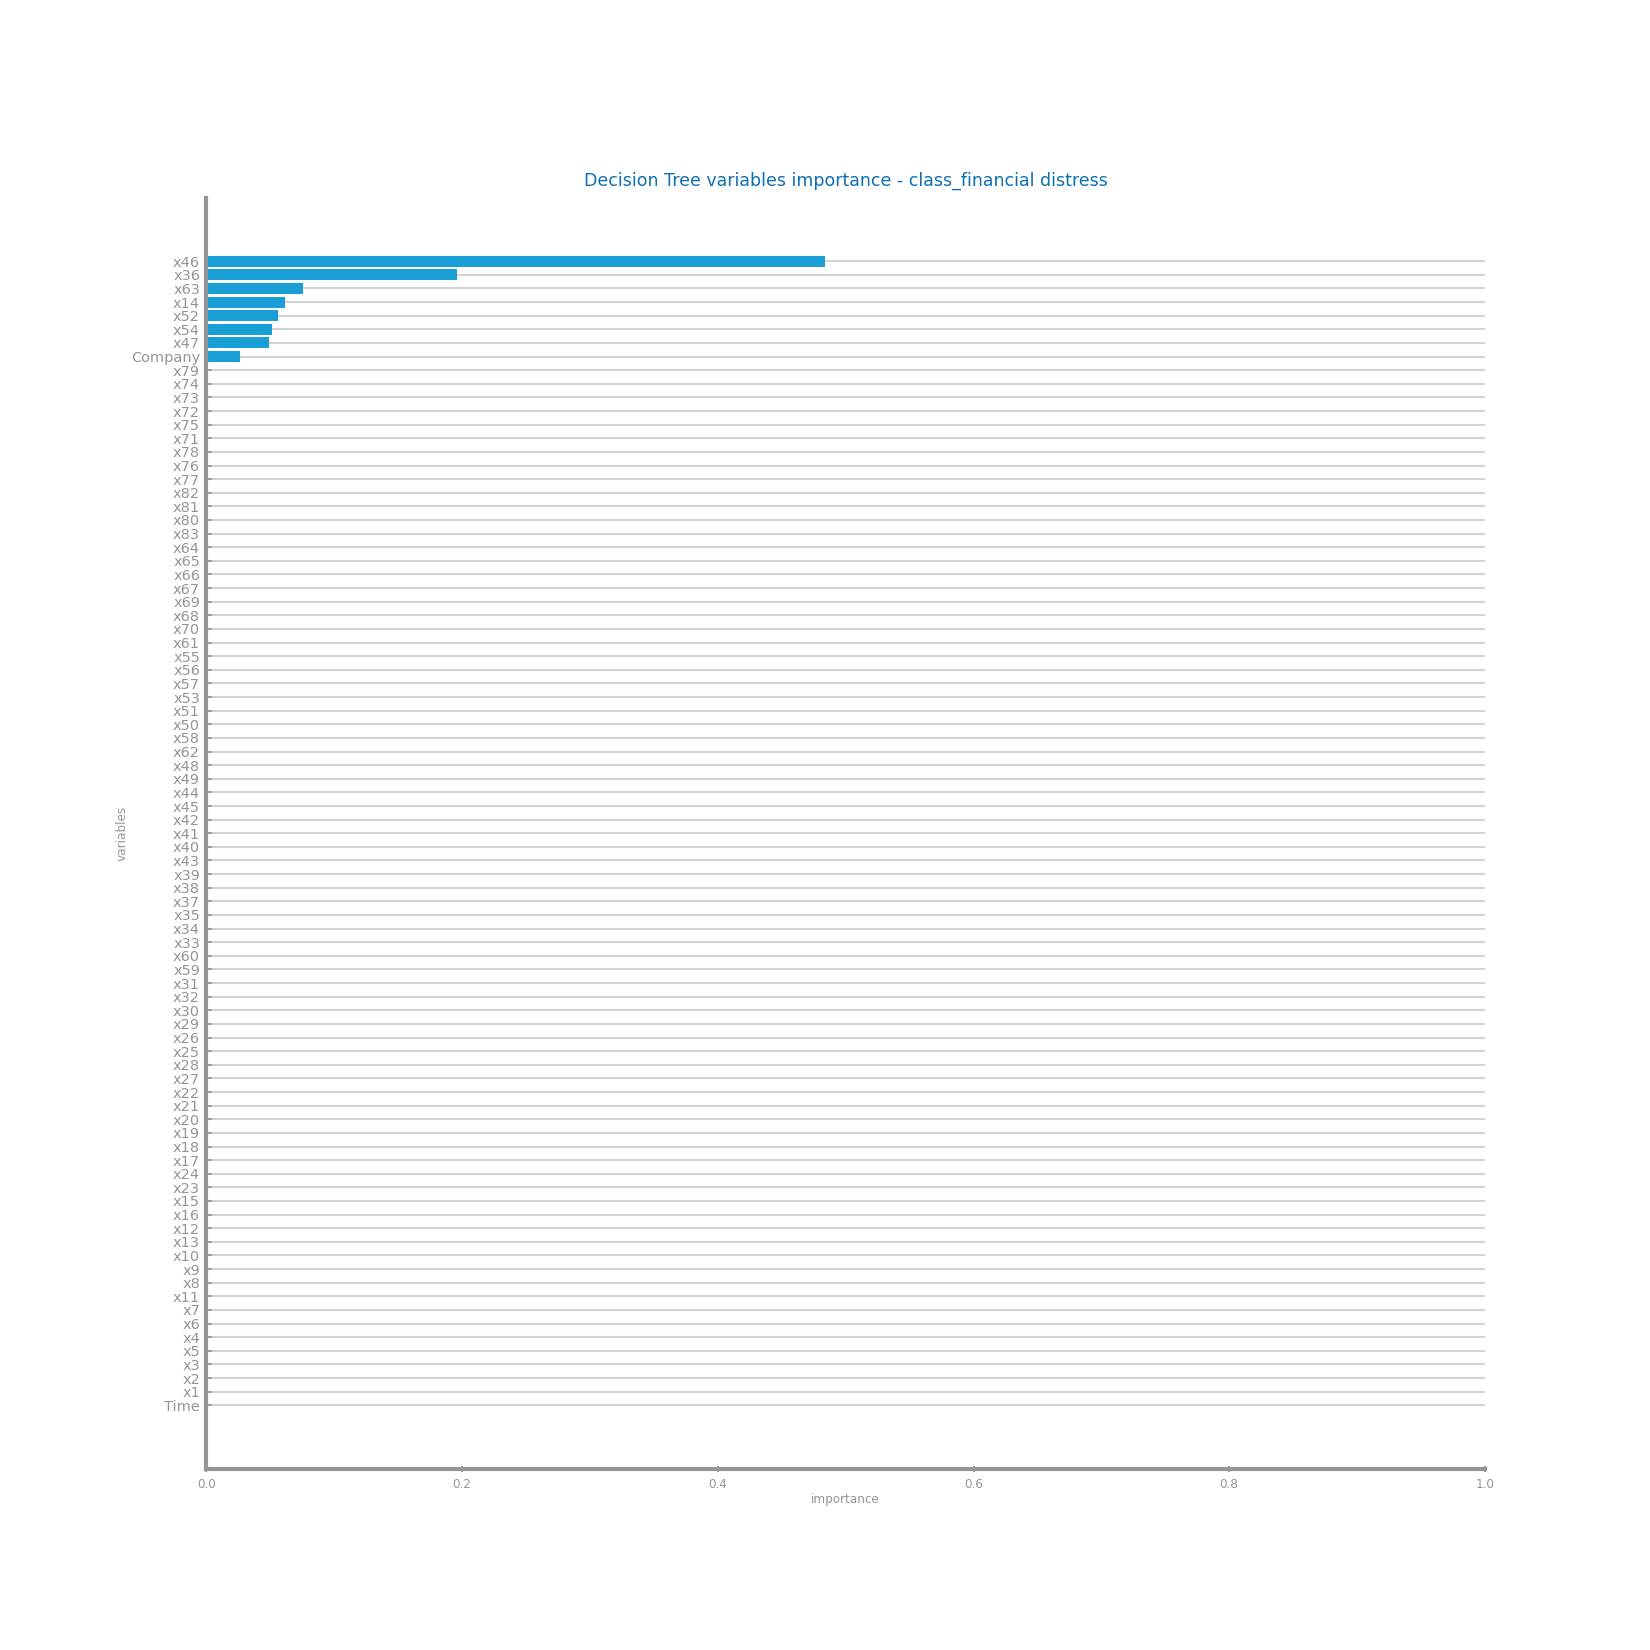 Decision Tree variables importance - class_financial distress
x46
x36
x63
x14
x52
x54
x47
Company
x79
x74
x73
x72
x75
x71
x78
x76
x77
x82
x81
x80
x83
x64
x65
x66
x67
x69
x68
x70
x61
x55
x56
x57
x53
x51
x50
x58
x62
x48
x49
x44
x45
x42
x41
x40
x43
x39
x38
x37
x35
x34
x33
x60
x59
x31
x32
x30
x29
x26
x25
x28
x27
x22
x21
x20
x19
x18
x17
x24
x23
x15
x16
x12
x13
x10
x9
x8
x11
x7
x6
x4
x5
x3
x2
x1
Time
variables
0.0 0.2 0.4 0.6 0.8 1.0
importance